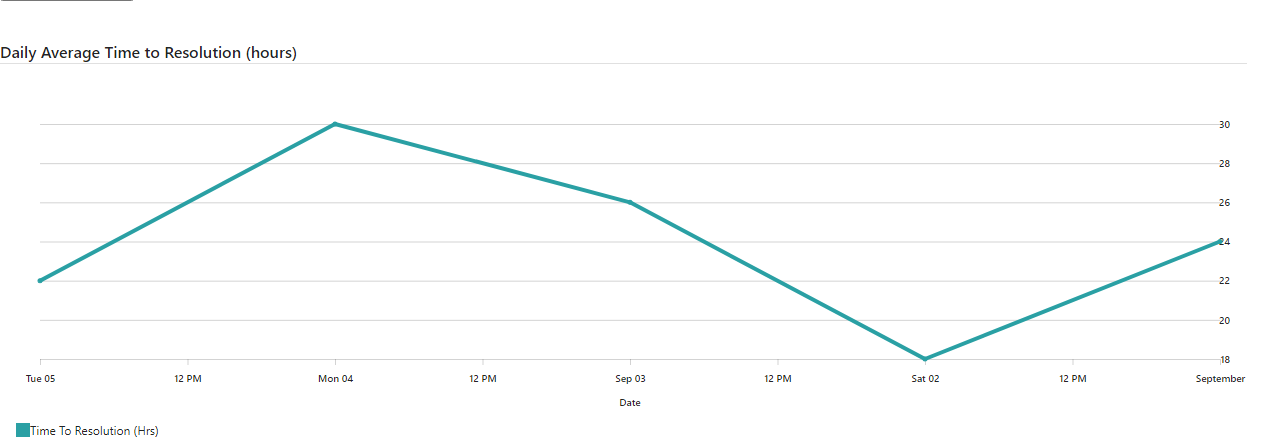 Daily Average Time to Resolution (hours)
30
28
26
24
22
20
18
Tue 05 12 PM Mon 04 12 PM Sep 03 12 PM Sat 02 12 PM September
Date
Time To Resolution (Hrs)